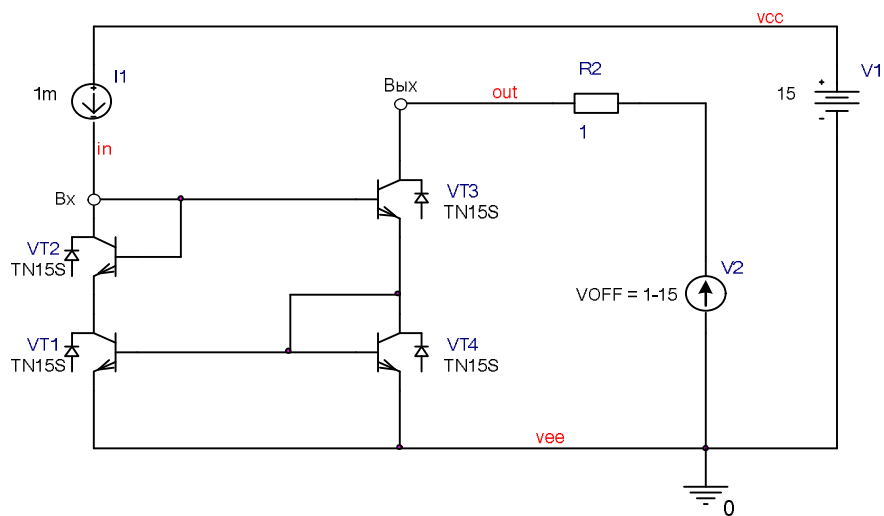 vcc
I1
1m
in
Вх
VT2
TN15S
VT1
TN15S
Вых
out
R2
1
VT3
TN15S
VT4
TN15S
V1
15
V2
VOFF = 1-15
vee
0